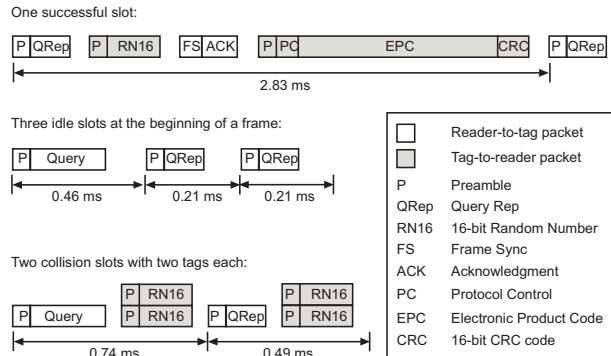 One successful slot:
P QRep P RN16 FS ACK P PC EPC CRC P QRep
2.83 ms
Three idle slots at the beginning of a frame:
P Query P QRep P QRep
0.46 ms 0.21 ms 0.21 ms
Two collision slots with two tags each:
P RN16 P RN16
P Query P RN16 P QRep P RN16
0.74 ms 0.49 ms
Reader-to-tag packet
Tag-to-reader packet
P Preamble
QRep Query Rep
RN16 16-bit Random Number
FS Frame Sync
ACK Acknowledgment
PC Protocol Control
EPC Electronic Product Code
CRC 16-bit CRC code